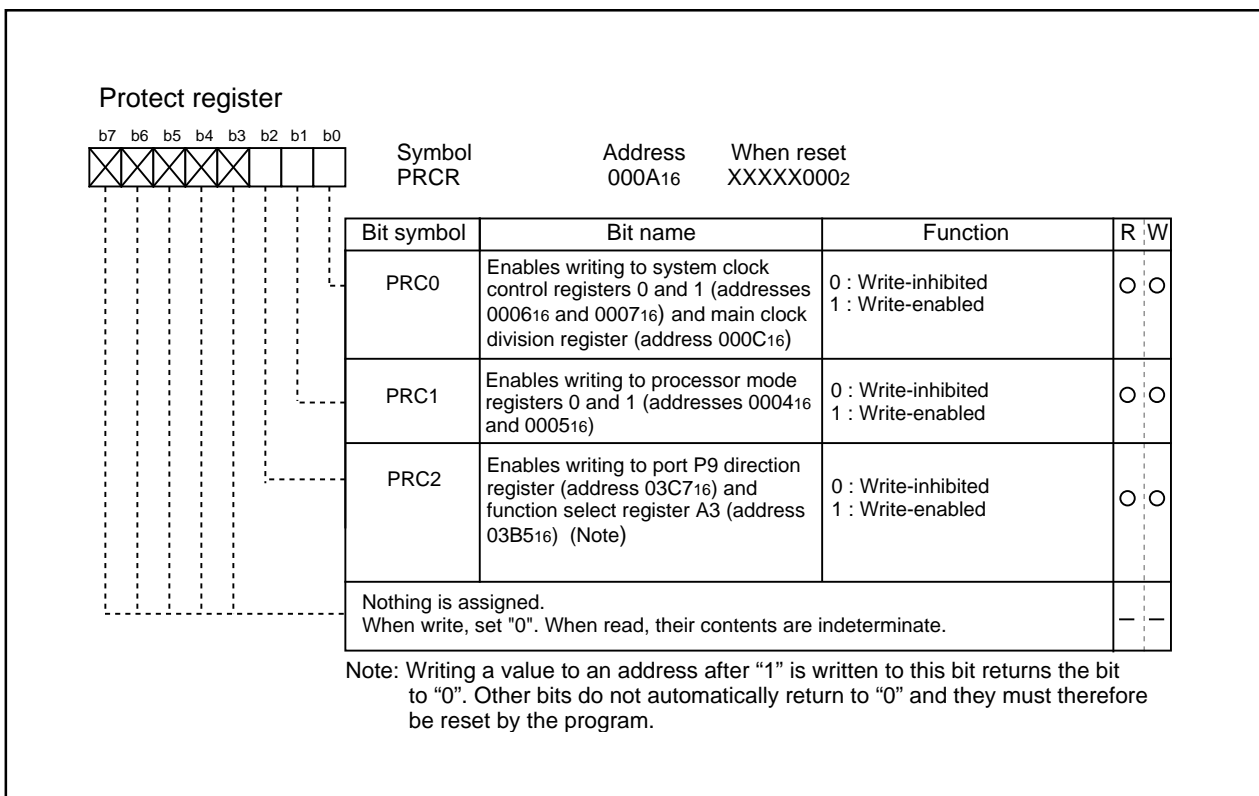 Protect register
b7 b6 b5 b4 b3 b2 b1 b0
Symbol Address When reset
PRCR 000A16 XXXXX0002
Bit symbol Bit name Function R W
PRC0
Enables writing to system clock
control registers 0 and 1 (addresses
000616 and 000716) and main clock
division register (address 000C16)
0 : Write-inhibited
1 : Write-enabled
PRC1
Enables writing to processor mode
registers 0 and 1 (addresses 000416
and 000516)
0 : Write-inhibited
1 : Write-enabled
PRC2
Enables writing to port P9 direction
register (address 03C716) and
function select register A3 (address
03B516) (Note)
0 : Write-inhibited
1 : Write-enabled
Nothing is assigned.
When write, set "0". When read, their contents are indeterminate.
Note: Writing a value to an address after “1” is written to this bit returns the bit
to “0”. Other bits do not automatically return to “0” and they must therefore
be reset by the program.